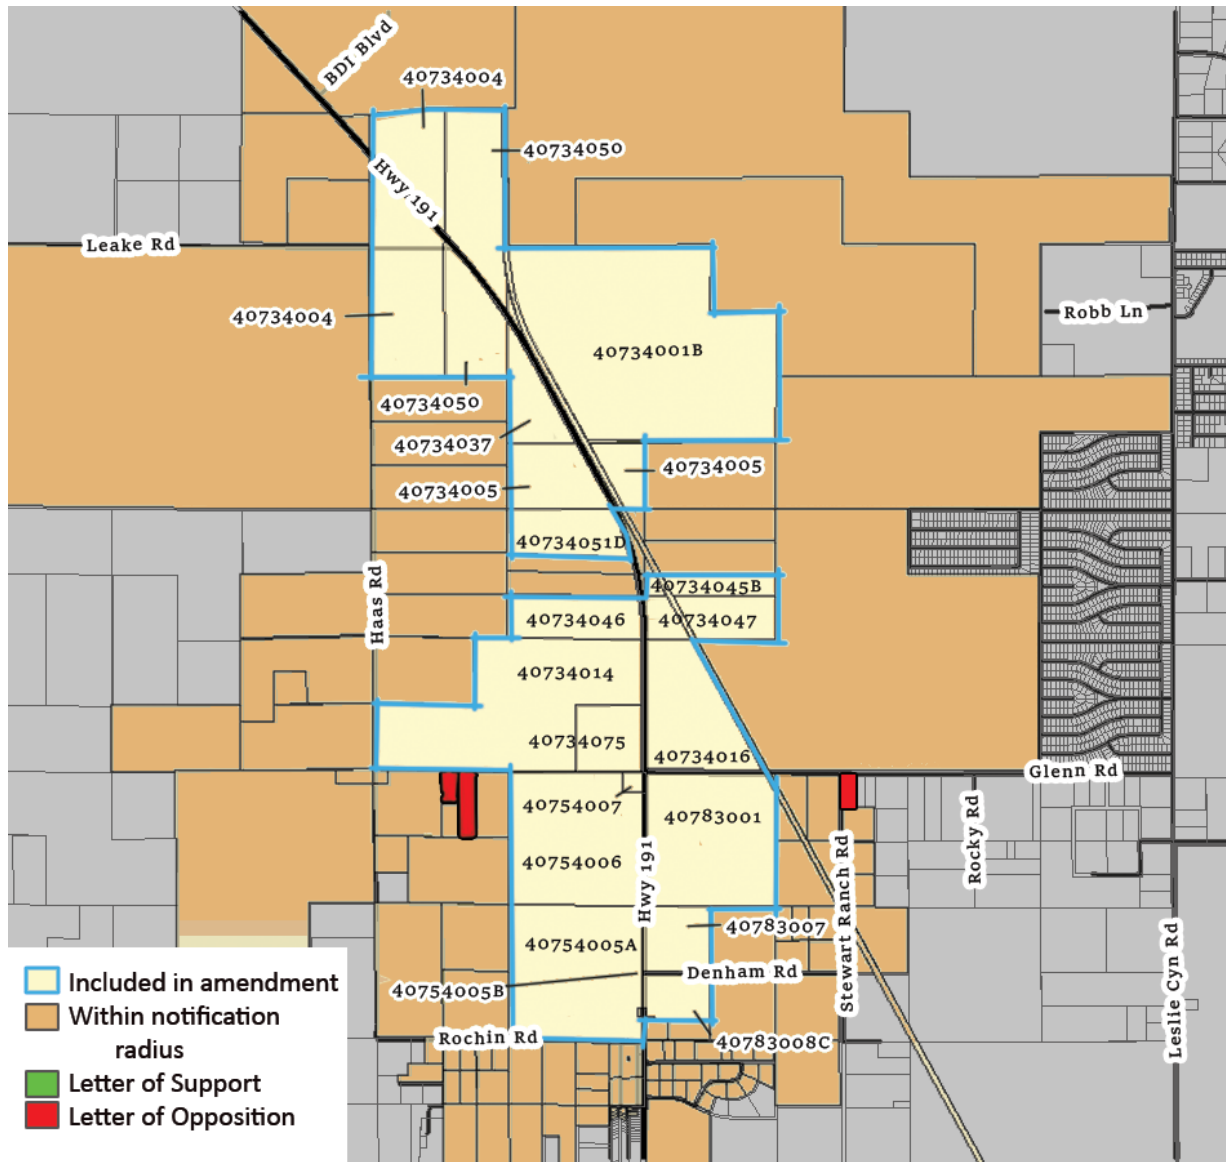 BDI Blvd
40734004
40734050
Hwy 191
Leake Rd
40734004
40734001B
Robb Ln
40734050
40734037
40734005
40734005
40734051D
40734045B
Haas Rd
40734046
40734047
40734014
40734075
40734016
Glenn Rd
40754007
40783001
Rocky Rd
40754006
Hwy 191
Stewart Ranch Rd
40783007
40754005A
Denham Rd
Leslie Cyn Rd
40754005B
Rochin Rd
40783008C
Included in amendment
Within notification
radius
Letter of Support
Letter of Opposition